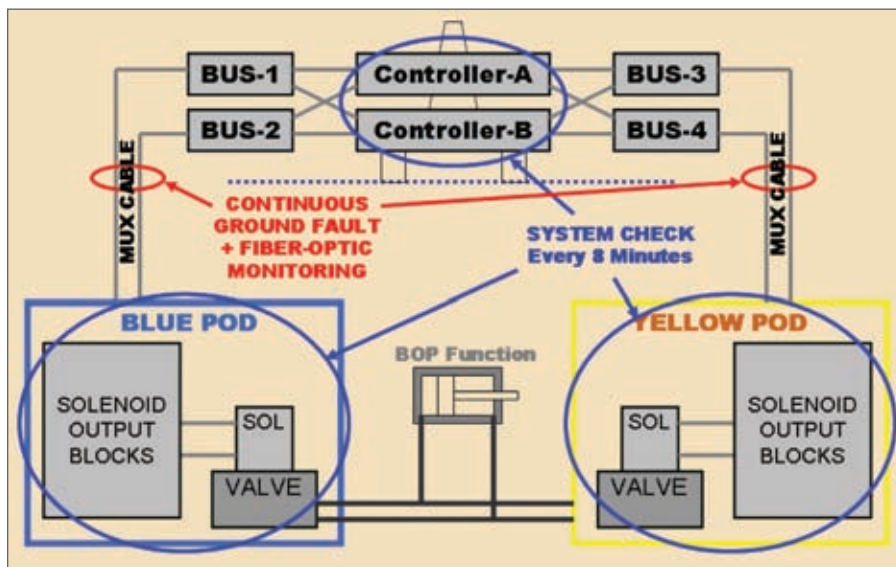 BUS-1
Controller-A
BUS-3
BUS-2
Controller-B
BUS-4
MUX CABLE
MUX CABLE
CONTINUOUS
GROUND FAULT
+ FIBER-OPTIC
MONITORING
SYSTEM CHECK
Every 8 Minutes
BLUE POD
YELLOW POD
BOP Function
SOLENOID
OUTPUT
BLOCKS
SOL
VALVE
SOL
VALVE
SOLENOID
OUTPUT
BLOCKS